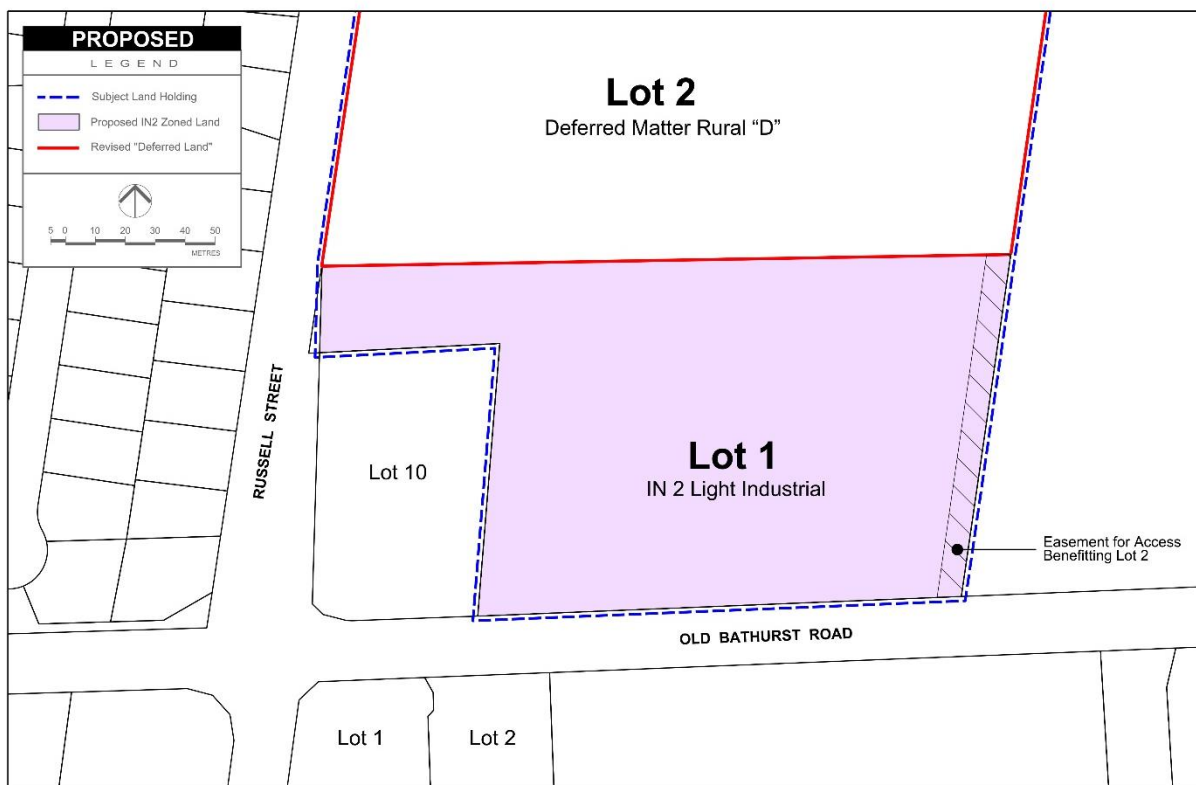 PROPOSED
LEGEND
Subject Land Holding
Proposed IN2 Zoned Land
Revised "Deferred Land"
5 0 10 20 30 40 50
METRES
Lot 2
Deferred Matter Rural “D”
RUSSELL STREET
Lot 10
Lot 1
IN 2 Light Industrial
Easement for Access
Benefitting Lot 2
OLD BATHURST ROAD
Lot 1
Lot 2